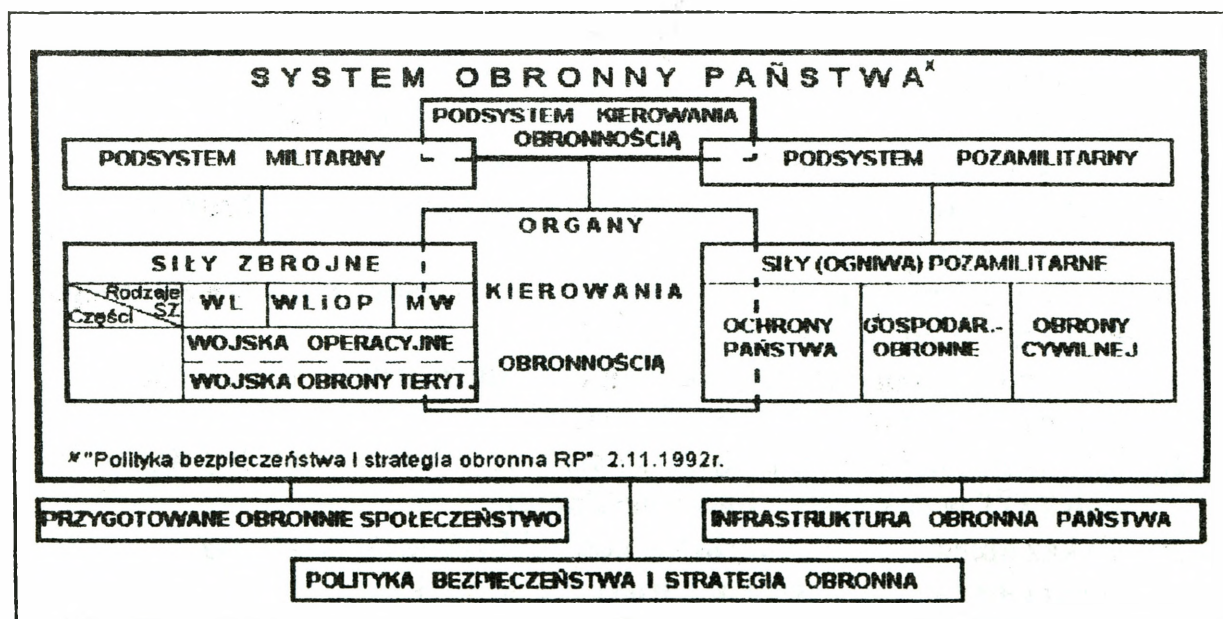 SYSTEM OBRONNY PAŃSTWAˣ
PODSYSTEM KIEROWANIA
OBRONNOŚCIĄ
PODSYSTEM MILITARNY
PODSYSTEM POZAMILITARNY
ORGANY
KIEROWANIA
OBRONNOŚCIĄ
SIŁY ZBROJNE
Rodzaje
SZ
Części
WL
WLiOP
MW
WOJSKA OPERACYJNE
WOJSKA OBRONY TERYT.
SIŁY (OGNIWA) POZAMILITARNE
OCHRONY
PAŃSTWA
GOSPODAR.-
OBRONNE
OBRONY
CYWILNEJ
ˣ "Polityka bezpieczeństwa i strategia obronna RP" 2.11.1992r.
PRZYGOTOWANE OBRONNIE SPOŁECZEŃSTWO
INFRASTRUKTURA OBRONNA PAŃSTWA
POLITYKA BEZPIECZEŃSTWA I STRATEGIA OBRONNA